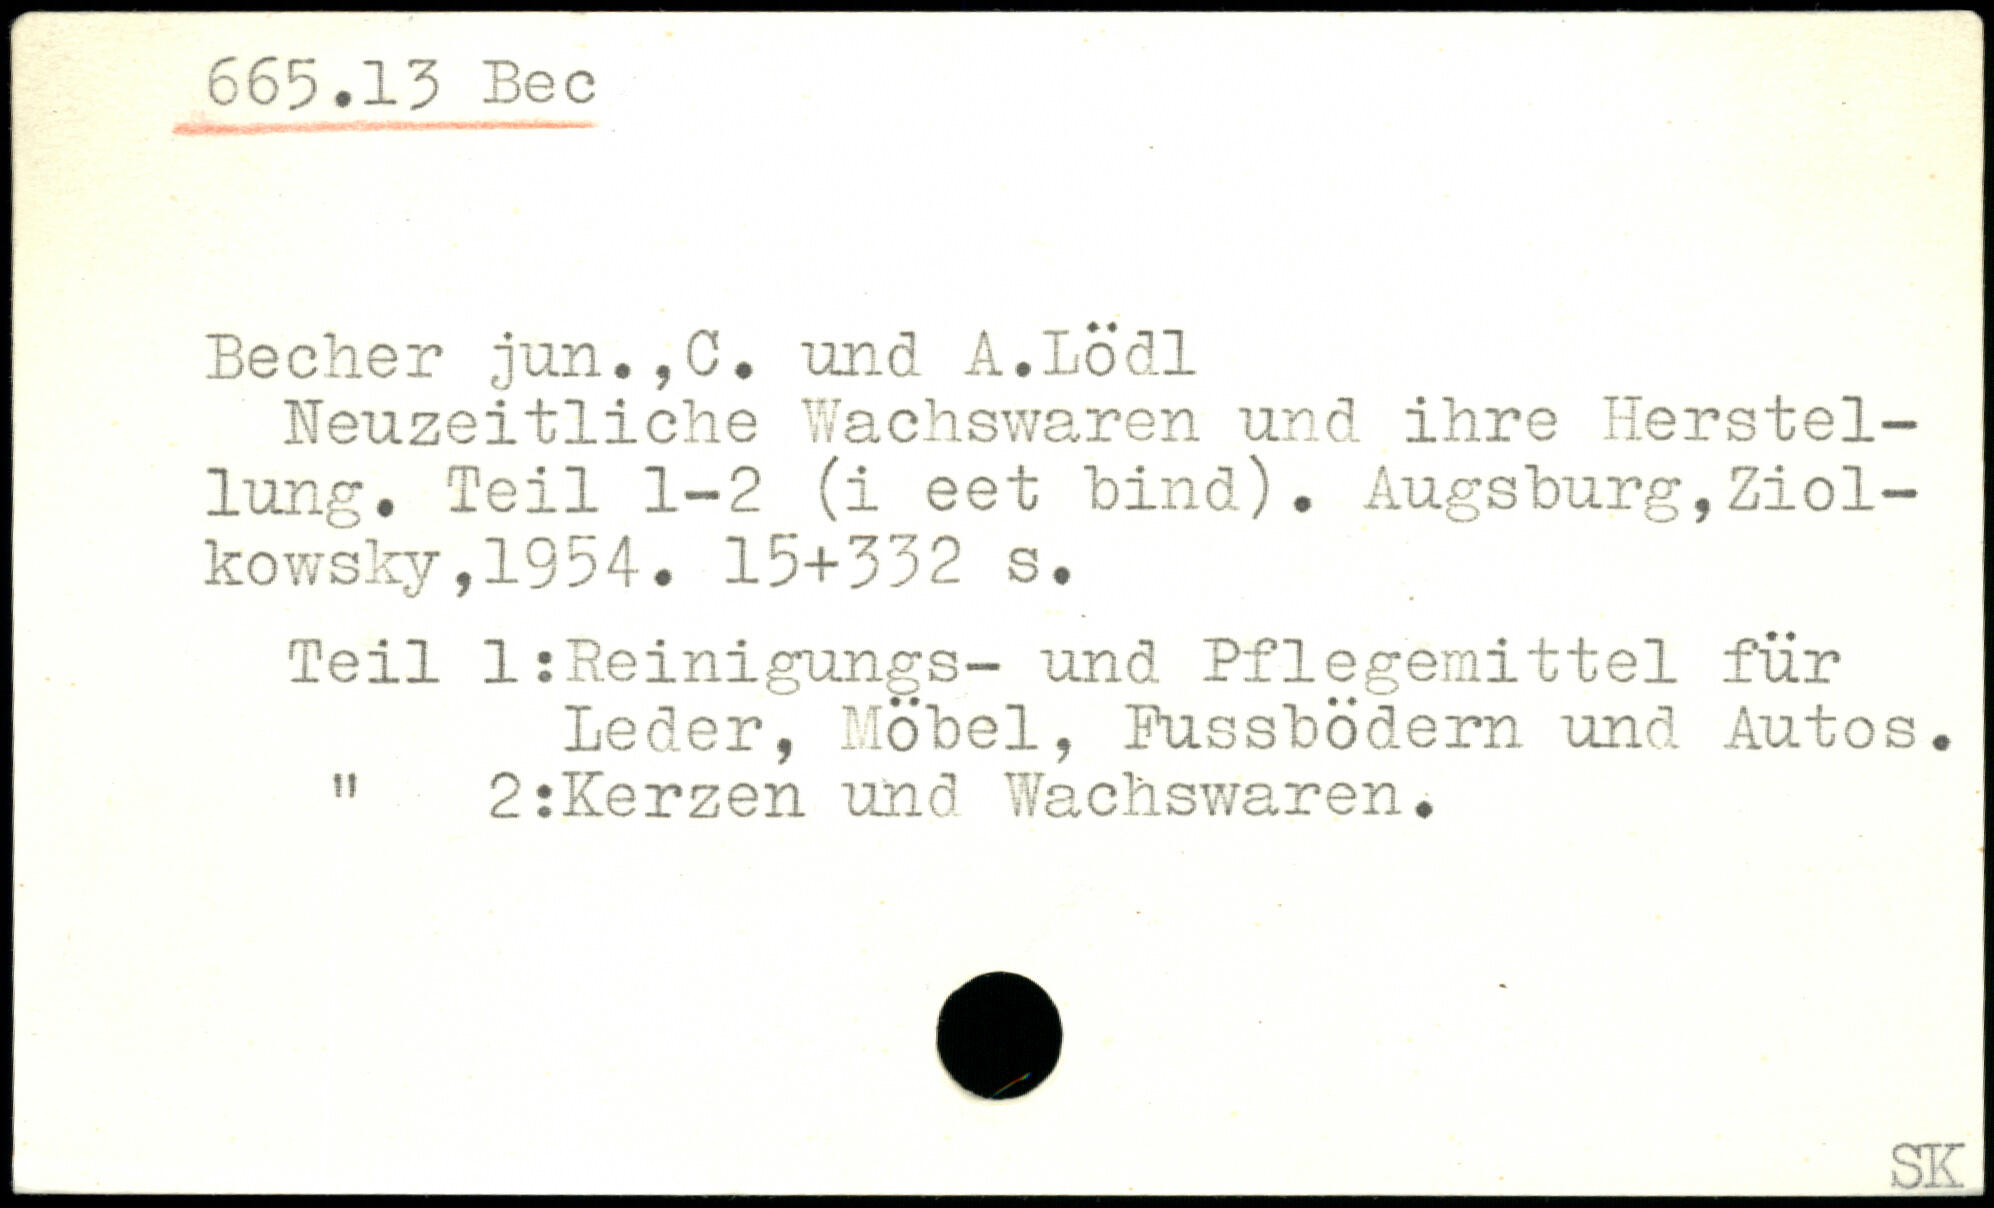 665.13 Bec
Becher jun.,C. und A.Lödl
Neuzeitliche Wachswaren und ihre Herstel-
lung. Teil 1-2 (i eet bind). Augsburg,Ziol-
kowsky,1954. 15+332 s.
Teil 1:Reinigungs- und Pflegemittel für
Leder, Möbel, Fussbödern und Autos.
" 2:Kerzen und Wachswaren.
SK